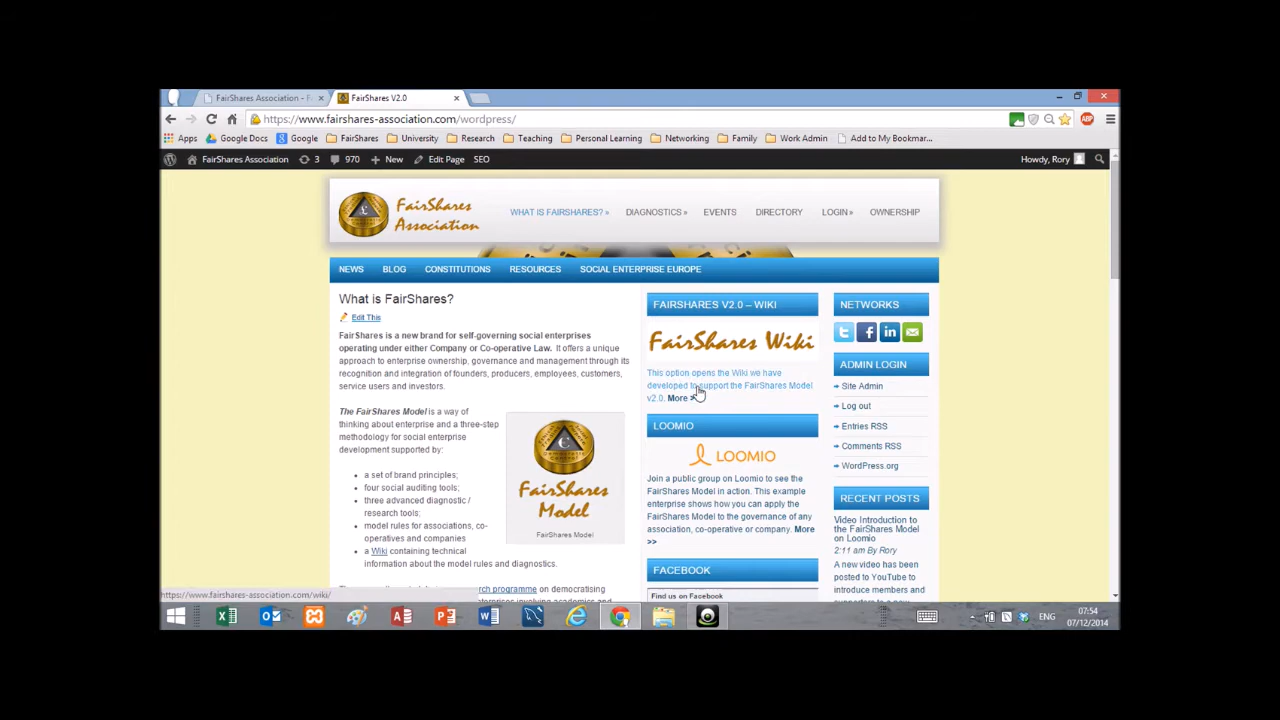 FairShares Association - F
FairShares V2.0
https://www.fairshares-association.com/wordpress/
Apps Google Docs Google FairShares University Research Teaching Personal Learning Networking Family Work Admin Add to My Bookmar...
FairShares Association 3 970 New Edit Page SEO Howdy, Rory
FairShares
Association
WHAT IS FAIRSHARES? » DIAGNOSTICS » EVENTS DIRECTORY LOGIN » OWNERSHIP
NEWS BLOG CONSTITUTIONS RESOURCES SOCIAL ENTERPRISE EUROPE
What is FairShares?
Edit This
FairShares is a new brand for self-governing social enterprises
operating under either Company or Co-operative Law. It offers a unique
approach to enterprise ownership, governance and management through its
recognition and integration of founders, producers, employees, customers,
service users and investors.
The FairShares Model is a way of
thinking about enterprise and a three-step
methodology for social enterprise
development supported by:
a set of brand principles;
four social auditing tools;
three advanced diagnostic /
research tools;
model rules for associations, co-
operatives and companies
a Wiki containing technical
information about the model rules and diagnostics.
FairShares
Model
FairShares Model
FAIRSHARES V2.0 – WIKI
FairShares Wiki
This option opens the Wiki we have
developed to support the FairShares Model
v2.0. More >
LOOMIO
LOOMIO
Join a public group on Loomio to see the
FairShares Model in action. This example
enterprise shows how you can apply the
FairShares Model to the governance of any
association, co-operative or company. More
>>
FACEBOOK
Find us on Facebook
NETWORKS
ADMIN LOGIN
Site Admin
Log out
Entries RSS
Comments RSS
WordPress.org
RECENT POSTS
Video Introduction to
the FairShares Model
on Loomio
2:11 am By Rory
A new video has been
posted to YouTube to
introduce members and
https://www.fairshares-association.com/wiki/
ENG
07:54
07/12/2014